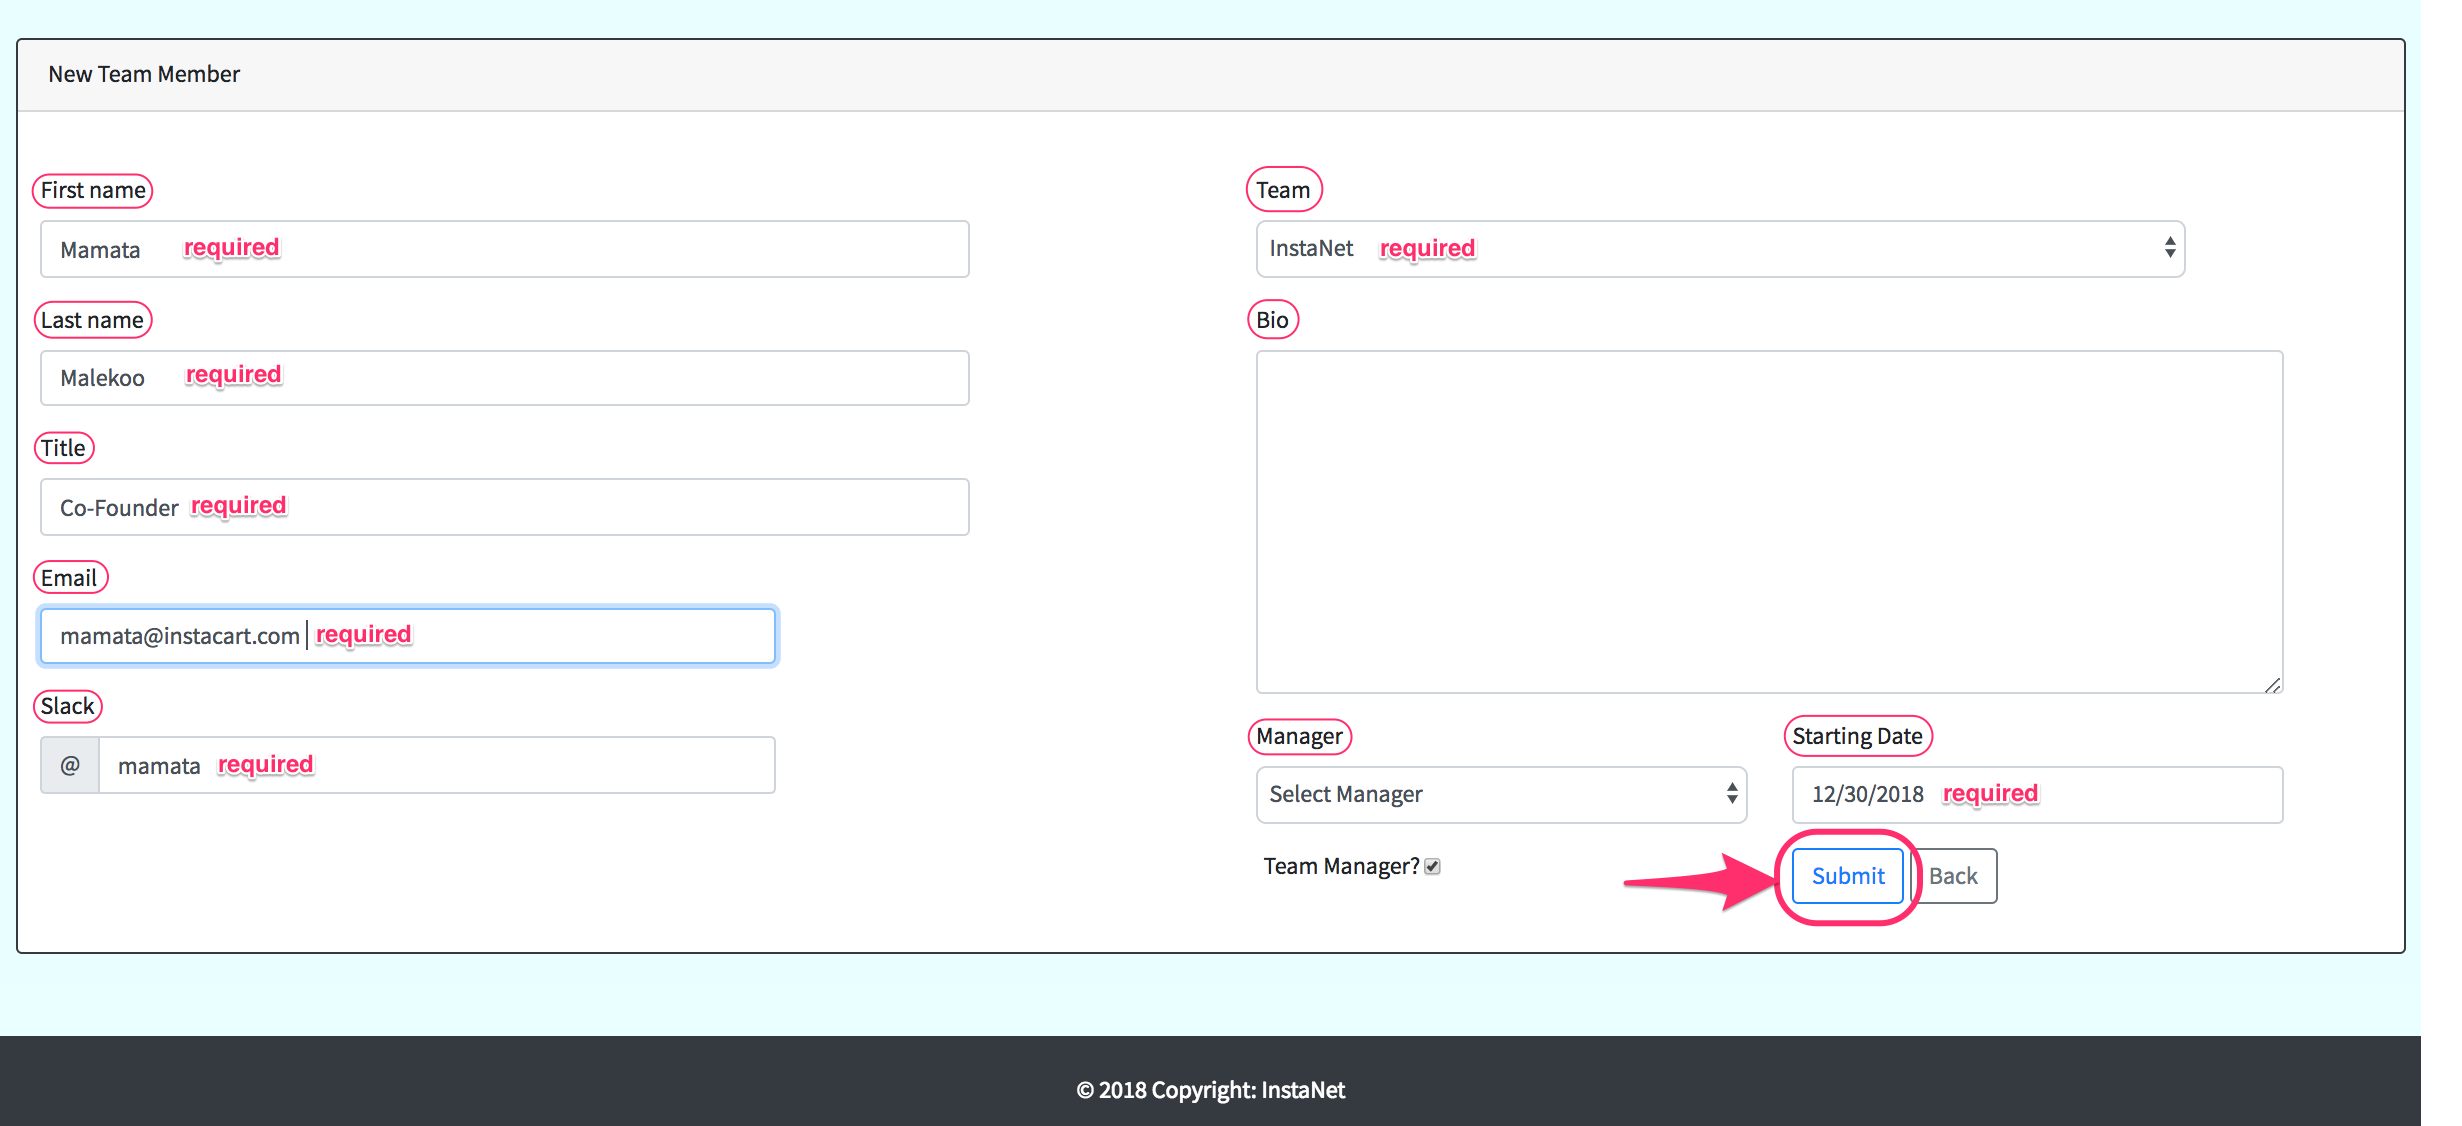 New Team Member
First name
Mamata required
Last name
Malekoo required
Title
Co-Founder required
Email
mamata@instacart.com required
Slack
@ mamata required
Team
InstaNet required
Bio
Manager
Select Manager
Starting Date
12/30/2018 required
Team Manager?
Submit
Back
© 2018 Copyright: InstaNet